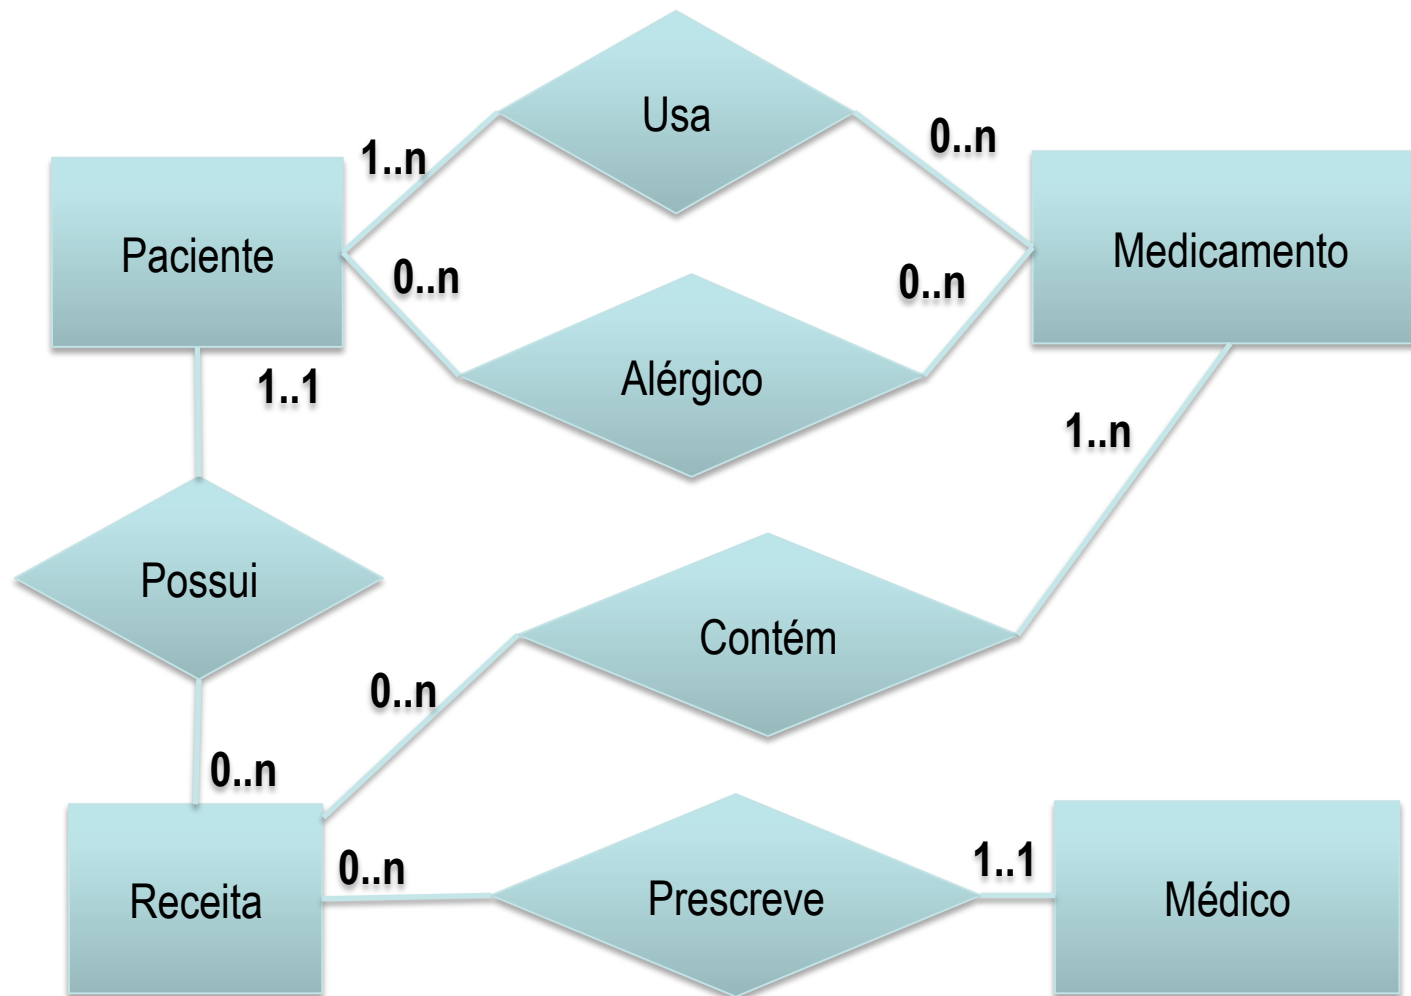 Usa
1..n
0..n
Paciente
Medicamento
0..n
0..n
Alérgico
1..1
1..n
Possui
Contém
0..n
0..n
Receita
0..n
Prescreve
1..1
Médico